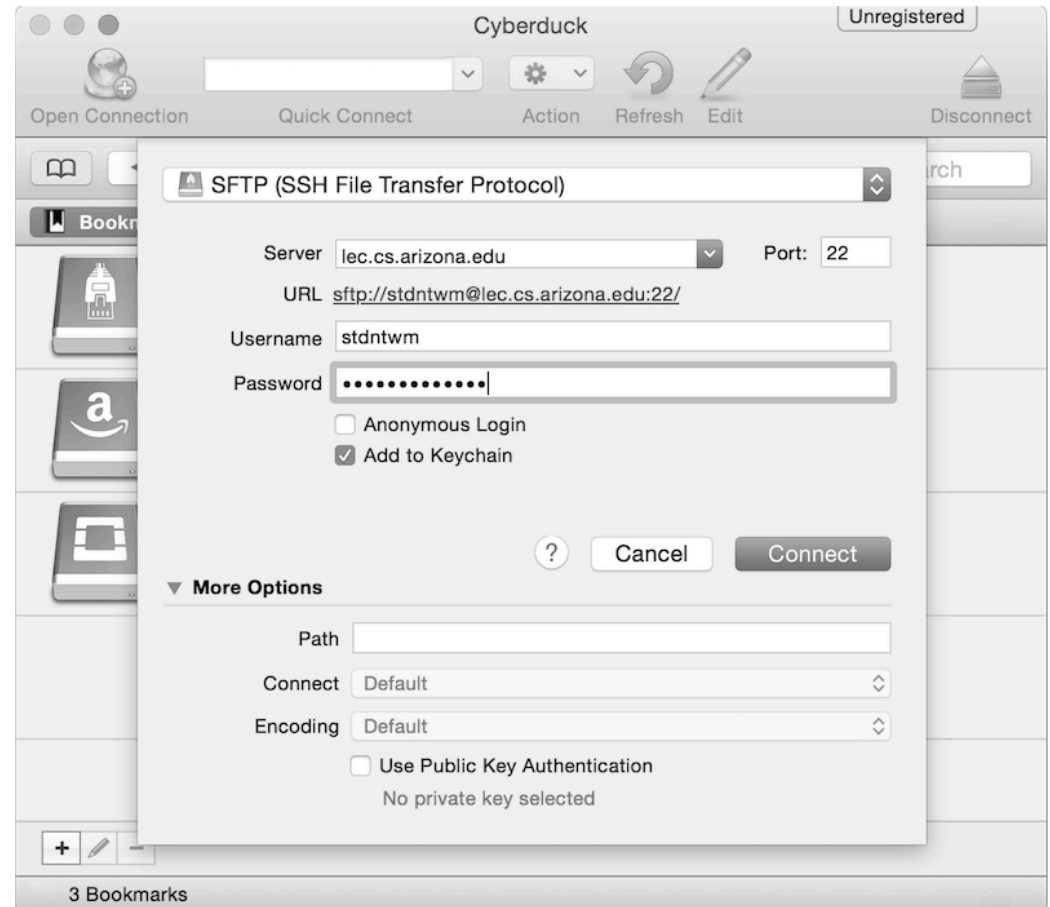 Cyberduck
Unregistered
Open Connection
Quick Connect
Action
Refresh
Edit
Disconnect
SFTP (SSH File Transfer Protocol)
Server
lec.cs.arizona.edu
Port:
22
URL
sftp://stdntwm@lec.cs.arizona.edu:22/
Username
stdntwm
Password
•••••••••••••
Anonymous Login
Add to Keychain
?
Cancel
Connect
More Options
Path
Connect
Default
Encoding
Default
Use Public Key Authentication
No private key selected
3 Bookmarks